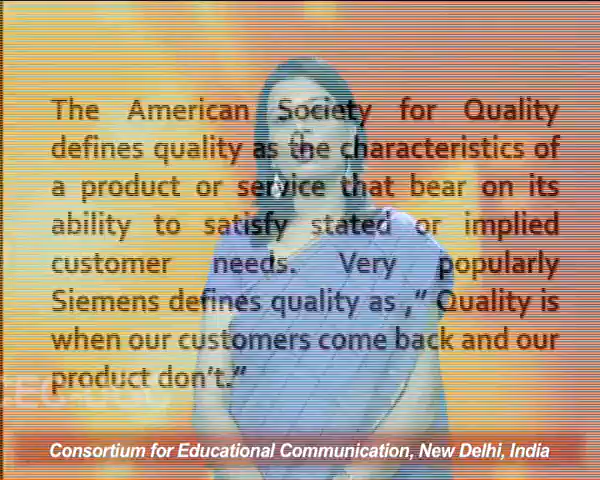 The American Society for Quality
defines quality as the characteristics of
a product or service that bear on its
ability to satisfy stated or implied
customer needs. Very popularly
Siemens defines quality as ,“ Quality is
when our customers come back and our
product don’t.”
Consortium for Educational Communication, New Delhi, India